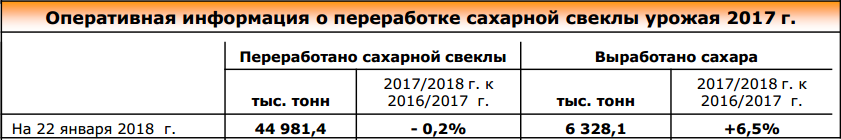 Оперативная информация о переработке сахарной свеклы урожая 2017 г.
Переработано сахарной свеклы Выработано сахара
тыс. тонн 2017/2018 г. к 2016/2017 г. тыс. тонн 2017/2018 г. к 2016/2017 г.
На 22 января 2018 г. 44 981,4 - 0,2% 6 328,1 +6,5%